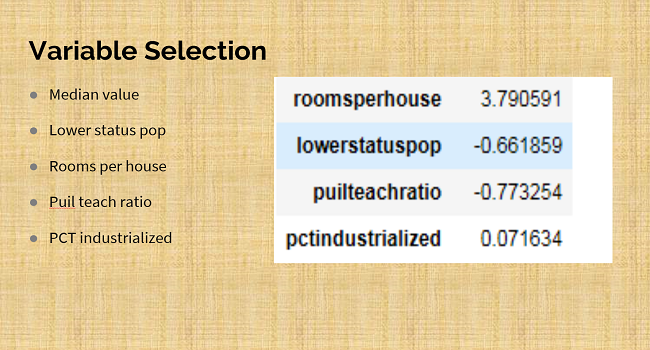 Variable Selection
Median value
Lower status pop
Rooms per house
Puil teach ratio
PCT industrialized
roomsperhouse 3.790591
lowerstatuspop -0.661859
puilteachratio -0.773254
pctindustrialized 0.071634